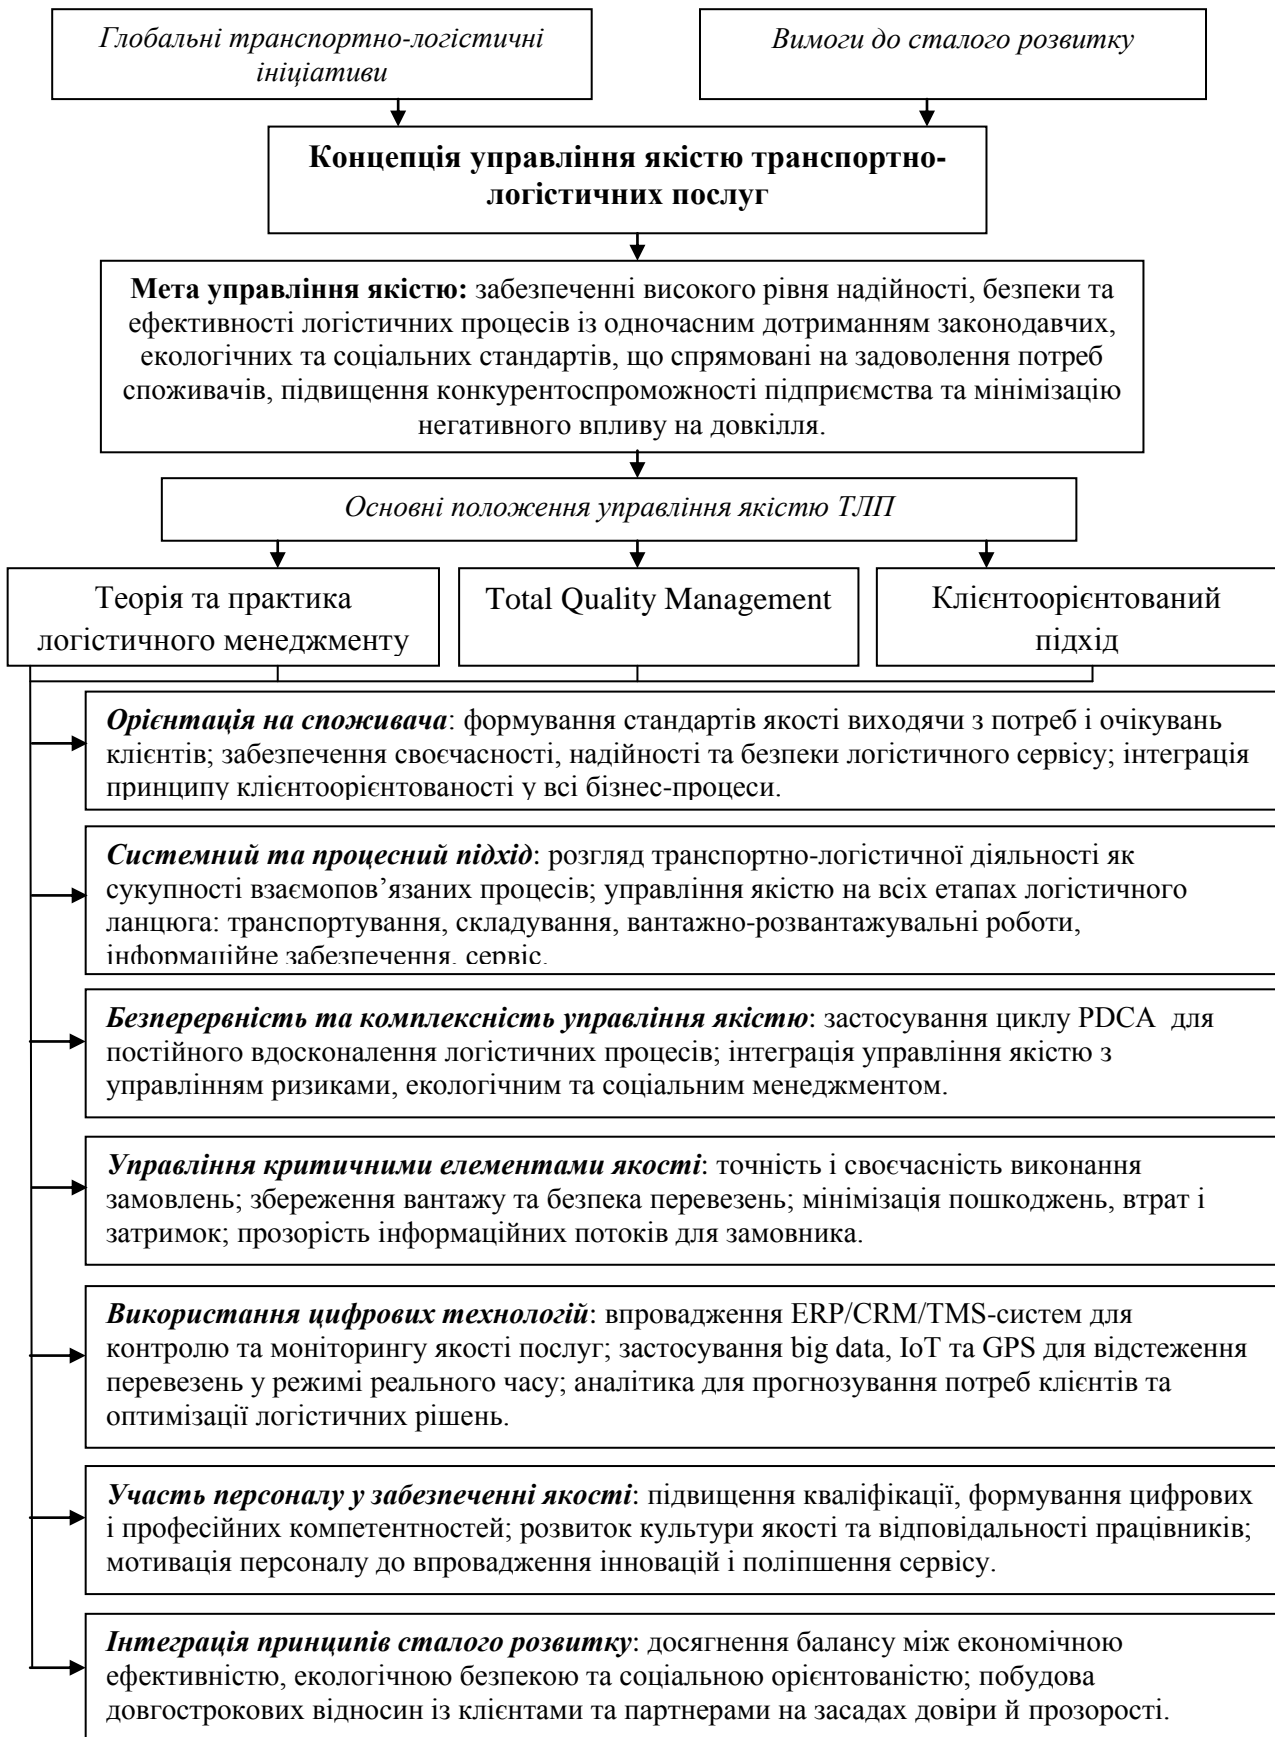 Глобальні транспортно-логістичні
ініціативи
Вимоги до сталого розвитку
Концепція управління якістю транспортно-
логістичних послуг
Мета управління якістю: забезпеченні високого рівня надійності, безпеки та
ефективності логістичних процесів із одночасним дотриманням законодавчих,
екологічних та соціальних стандартів, що спрямовані на задоволення потреб
споживачів, підвищення конкурентоспроможності підприємства та мінімізацію
негативного впливу на довкілля.
Основні положення управління якістю ТЛП
Теорія та практика
логістичного менеджменту
Total Quality Management
Клієнтоорієнтований
підхід
Орієнтація на споживача: формування стандартів якості виходячи з потреб і очікувань
клієнтів; забезпечення своєчасності, надійності та безпеки логістичного сервісу; інтеграція
принципу клієнтоорієнтованості у всі бізнес-процеси.
Системний та процесний підхід: розгляд транспортно-логістичної діяльності як
сукупності взаємопов’язаних процесів; управління якістю на всіх етапах логістичного
ланцюга: транспортування, складування, вантажно-розвантажувальні роботи,
інформаційне забезпечення, сервіс.
Безперервність та комплексність управління якістю: застосування циклу PDCA для
постійного вдосконалення логістичних процесів; інтеграція управління якістю з
управлінням ризиками, екологічним та соціальним менеджментом.
Управління критичними елементами якості: точність і своєчасність виконання
замовлень; збереження вантажу та безпека перевезень; мінімізація пошкоджень, втрат і
затримок; прозорість інформаційних потоків для замовника.
Використання цифрових технологій: впровадження ERP/CRM/TMS-систем для
контролю та моніторингу якості послуг; застосування big data, IoT та GPS для відстеження
перевезень у режимі реального часу; аналітика для прогнозування потреб клієнтів та
оптимізації логістичних рішень.
Участь персоналу у забезпеченні якості: підвищення кваліфікації, формування цифрових
і професійних компетентностей; розвиток культури якості та відповідальності працівників;
мотивація персоналу до впровадження інновацій і поліпшення сервісу.
Інтеграція принципів сталого розвитку: досягнення балансу між економічною
ефективністю, екологічною безпекою та соціальною орієнтованістю; побудова
довгострокових відносин із клієнтами та партнерами на засадах довіри й прозорості.